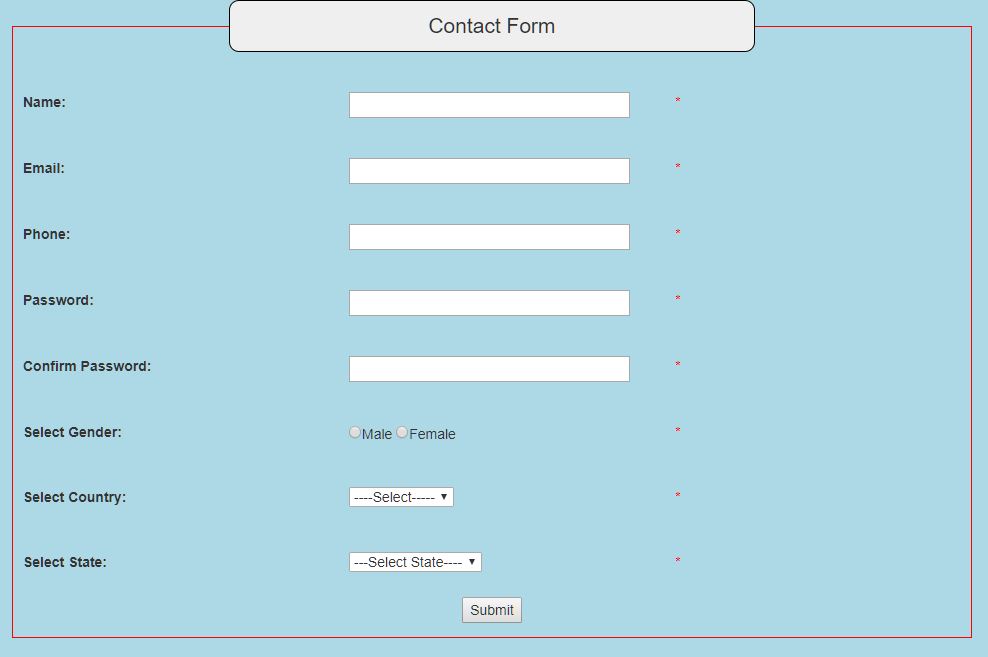 Contact Form
Name: *
Email: *
Phone: *
Password: *
Confirm Password: *
Select Gender: Male Female *
Select Country: ----Select----- *
Select State: ---Select State---- *
Submit